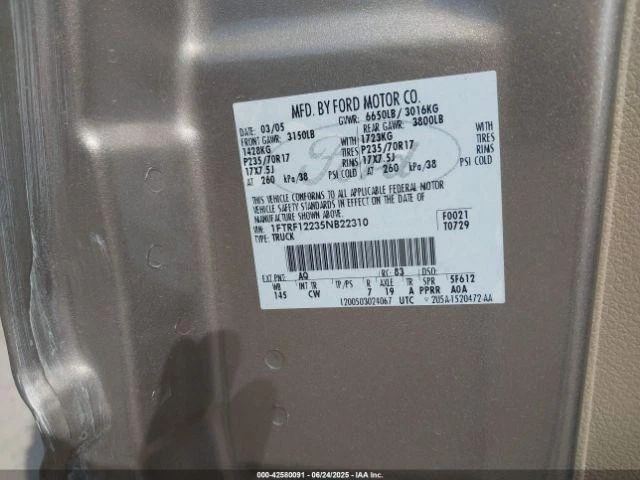 MFD. BY FORD MOTOR CO.
DATE: 03/05 GVWR: 6650LB/ 3016KG
FRONT GAWR: 3150LB REAR GAWR: 3800LB
1428KG WITH 1723KG WITH
P235/70R17 TIRES P235/70R17 TIRES
17X7.5J RIMS 17X7.5J RIMS
AT 260 kPa/38 PSI COLD AT 260 kPa/38 PSI COLD
THIS VEHICLE CONFORMS TO ALL APPLICABLE FEDERAL MOTOR
VEHICLE SAFETY STANDARDS IN EFFECT ON THE DATE OF
MANUFACTURE SHOWN ABOVE.
VIN: 1FTRF12235NB22310 F0021
TYPE: TRUCK T0729
EXT PNT: AQ RC: 83 DSO:
WB INT TR TP/PS R AXLE TR SPR 5F612
145 CW 7 19 A PPRR A0A
1200503024067 UTC 2U5A-1520472-AA
Ford
000-42580091 - 06/24/2025 - IAA Inc.